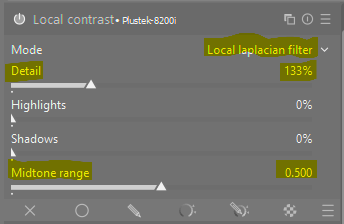 Local contrast • Plustek-8200i
Mode Local laplacian filter
Detail 133%
Highlights 0%
Shadows 0%
Midtone range 0.500